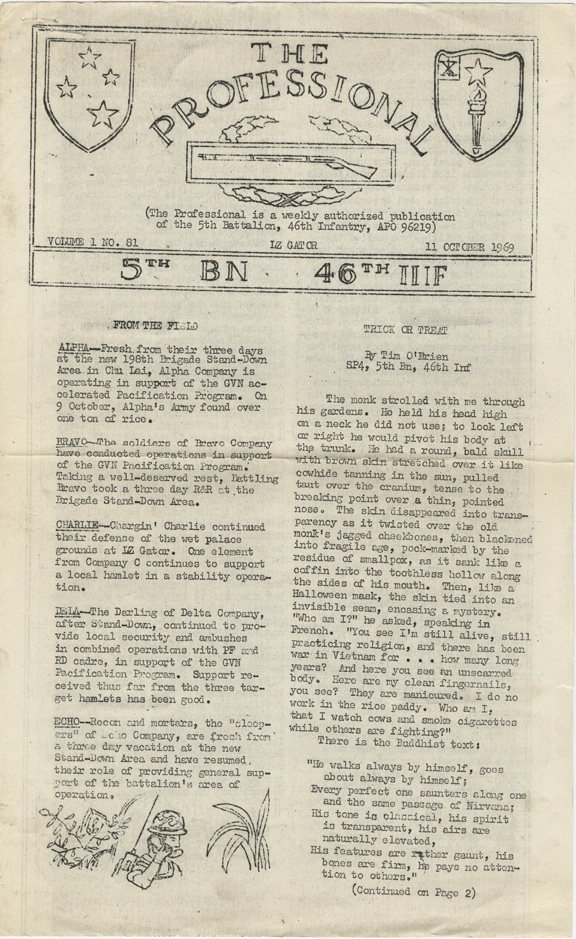 THE
PROFESSIONAL
(The Professional is a weekly authorized publication
of the 5th Battalion, 46th Infantry, APO 96219)
VOLUME 1 NO. 81 LZ GATOR 11 OCTOBER 1969
5TH BN 46TH INF
FROM THE FIELD
ALPHA--Fresh from their three days
at the new 198th Brigade Stand-Down
Area in Chu Lai, Alpha Company is
operating in support of the GVN ac-
celerated Pacification Program. On
9 October, Alpha's Army found over
one ton of rice.
BRAVO--The soldiers of Bravo Company
have conducted operations in support
of the GVN Pacification Program.
Taking a well-deserved rest, Rattling
Bravo took a three day R&R at the
Brigade Stand-Down Area.
CHARLIE--Chargin' Charlie continued
their defense of the wet palace
grounds at LZ Gator. One element
from Company C continues to support
a local hamlet in a stability opera-
tion.
DELA--The Darling of Delta Company,
after Stand-Down, continued to pro-
vide local security and ambushes
in combined operations with PF and
RD cadre, in support of the GVN
Pacification Program. Support re-
ceived thus far from the three tar-
get hamlets has been good.
ECHO--Recon and mortars, the "sloop-
ers" of Echo Company, are fresh from
a three day vacation at the new
Stand-Down Area and have resumed
their role of providing general sup-
port of the battalion's area of
operation.
TRICK OR TREAT
By Tim O'Brien
SP4, 5th Bn, 46th Inf
The monk strolled with me through
his gardens. He held his head high
on a neck he did not use; to look left
or right he would pivot his body at
the trunk. He had a round, bald skull
with brown skin stretched over it like
cowhide tanning in the sun, pulled
taut over the cranium, tense to the
breaking point over a thin, pointed
nose. The skin disappeared into trans-
parency as it twisted over the old
monk's jagged cheekbones, then blackened
into fragile age, pock-marked by the
residue of smallpox, as it sank like a
coffin into the toothless hollow along
the sides of his mouth. Then, like a
Halloween mask, the skin tied into an
invisible seam, encasing a mystery.
"Who am I?" he asked, speaking in
French. "You see I'm still alive, still
practicing religion, and there has been
war in Vietnam for . . . how many long
years? And here you see an unscarred
body. Here are my clean fingernails,
you see? They are manicured. I do no
work in the rice paddy. Who am I,
that I watch cows and smoke cigarettes
while others are fighting?"
There is the Buddhist text:
"He walks always by himself, goes
about always by himself;
Every perfect one saunters along one
and the same passage of Nirvana;
His tone is classical, his spirit
is transparent, his airs are
naturally elevated,
His features are rather gaunt, his
bones are firm, he pays no atten-
tion to others."
(Continued on Page 2)